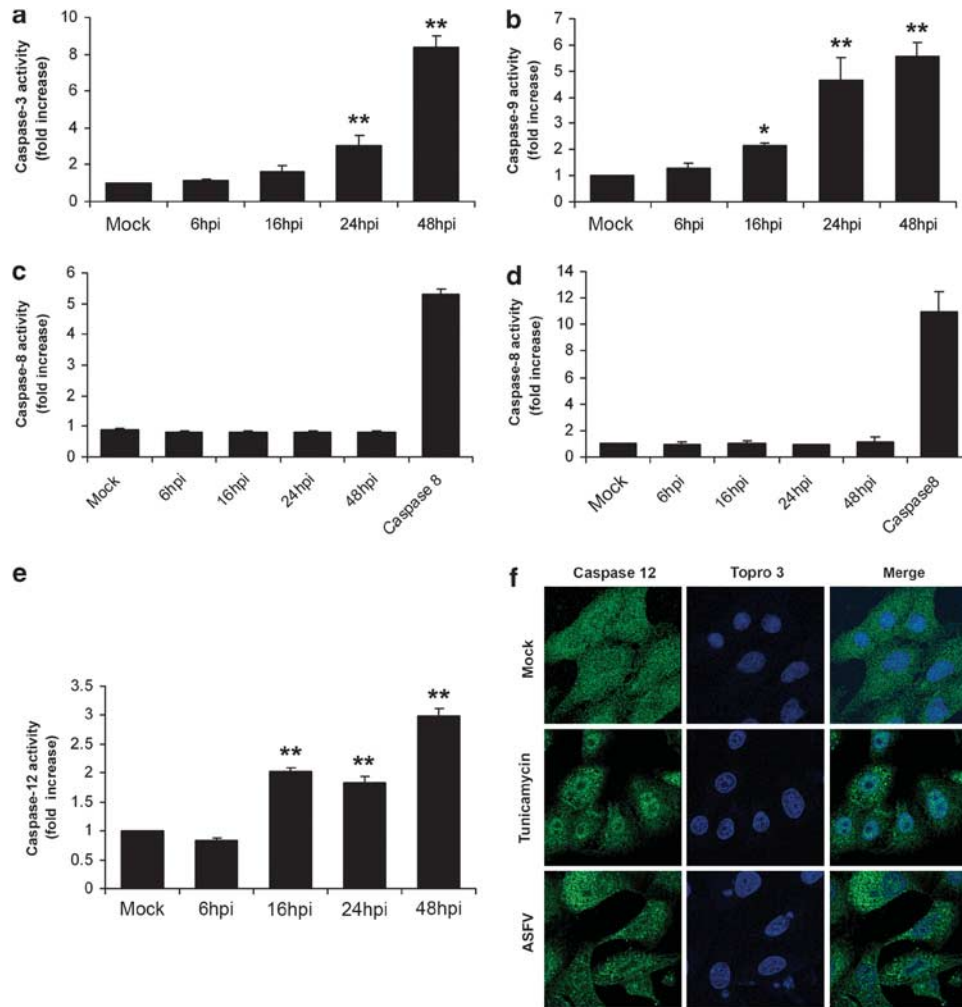 a
Caspase-3 activity
(fold increase)
10
8
6
4
2
0
**
**
Mock 6hpi 16hpi 24hpi 48hpi
b
Caspase-9 activity
(fold increase)
7
6
5
4
3
2
1
0
*
**
**
Mock 6hpi 16hpi 24hpi 48hpi
c
Caspase-8 activity
(fold increase)
6
5
4
3
2
1
0
Mock 6hpi 16hpi 24hpi 48hpi Caspase 8
d
Caspase-8 activity
(fold increase)
14
12
10
8
6
4
2
0
Mock 6hpi 16hpi 24hpi 48hpi Caspase8
e
Caspase-12 activity
(fold increase)
3.5
3
2.5
2
1.5
1
0.5
0
**
**
**
Mock 6hpi 16hpi 24hpi 48hpi
f
Caspase 12 Topro 3 Merge
Mock
Tunicamycin
ASFV